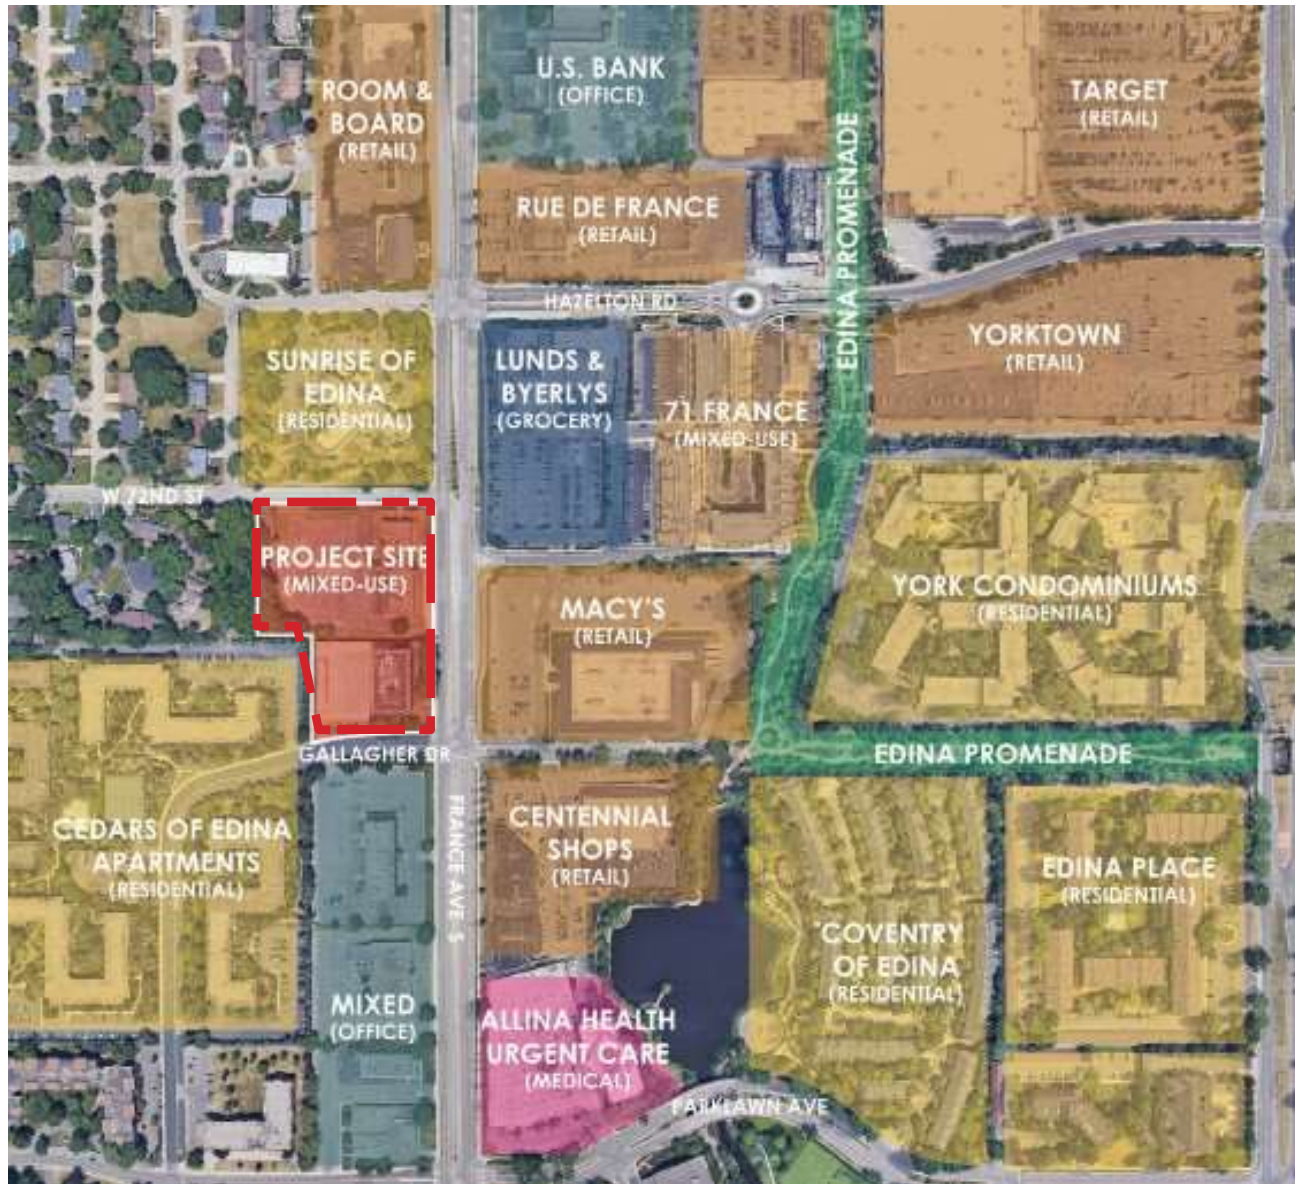 U.S. BANK
(OFFICE)
ROOM &
BOARD
(RETAIL)
TARGET
(RETAIL)
EDINA PROMENADE
RUE DE FRANCE
(RETAIL)
HAZELTON RD
YORKTOWN
(RETAIL)
SUNRISE OF
EDINA
(RESIDENTIAL)
LUNDS &
BYERLYS
(GROCERY)
71 FRANCE
(MIXED-USE)
W 72ND ST
PROJECT SITE
(MIXED-USE)
MACY'S
(RETAIL)
YORK CONDOMINIUMS
(RESIDENTIAL)
GALLAGHER DR
EDINA PROMENADE
FRANCE AVE S
CEDARS OF EDINA
APARTMENTS
(RESIDENTIAL)
CENTENNIAL
SHOPS
(RETAIL)
EDINA PLACE
(RESIDENTIAL)
COVENTRY
OF EDINA
(RESIDENTIAL)
MIXED
(OFFICE)
ALLINA HEALTH
URGENT CARE
(MEDICAL)
PARKLAWN AVE